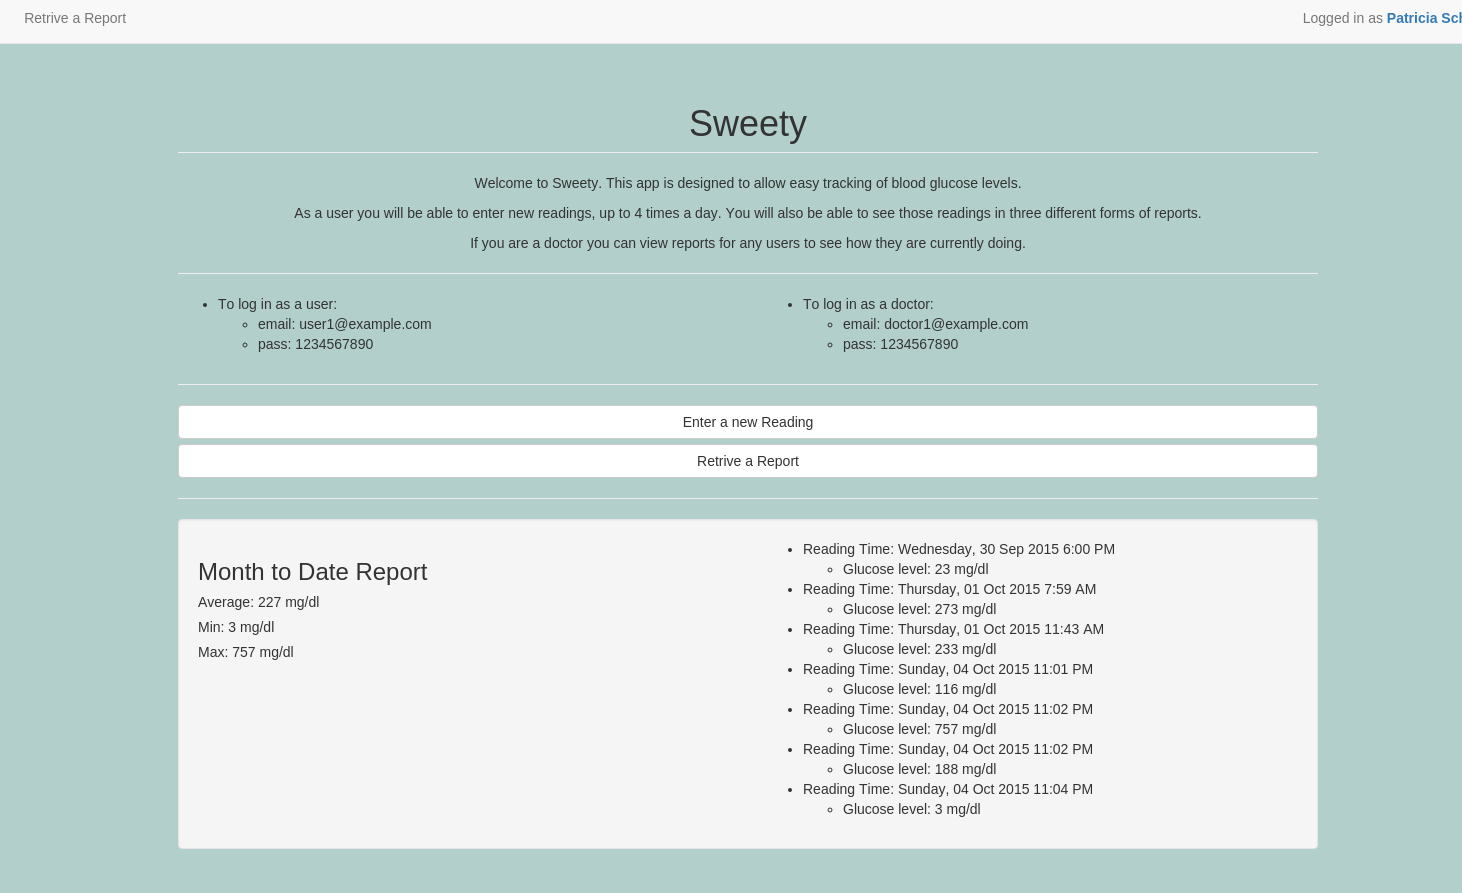 Retrive a Report
Logged in as Patricia
Sweety
Welcome to Sweety. This app is designed to allow easy tracking of blood glucose levels.
As a user you will be able to enter new readings, up to 4 times a day. You will also be able to see those readings in three different forms of reports.
If you are a doctor you can view reports for any users to see how they are currently doing.
To log in as a user:
email: user1@example.com
pass: 1234567890
To log in as a doctor:
email: doctor1@example.com
pass: 1234567890
Enter a new Reading
Retrive a Report
Month to Date Report
Average: 227 mg/dl
Min: 3 mg/dl
Max: 757 mg/dl
Reading Time: Wednesday, 30 Sep 2015 6:00 PM
Glucose level: 23 mg/dl
Reading Time: Thursday, 01 Oct 2015 7:59 AM
Glucose level: 273 mg/dl
Reading Time: Thursday, 01 Oct 2015 11:43 AM
Glucose level: 233 mg/dl
Reading Time: Sunday, 04 Oct 2015 11:01 PM
Glucose level: 116 mg/dl
Reading Time: Sunday, 04 Oct 2015 11:02 PM
Glucose level: 757 mg/dl
Reading Time: Sunday, 04 Oct 2015 11:02 PM
Glucose level: 188 mg/dl
Reading Time: Sunday, 04 Oct 2015 11:04 PM
Glucose level: 3 mg/dl